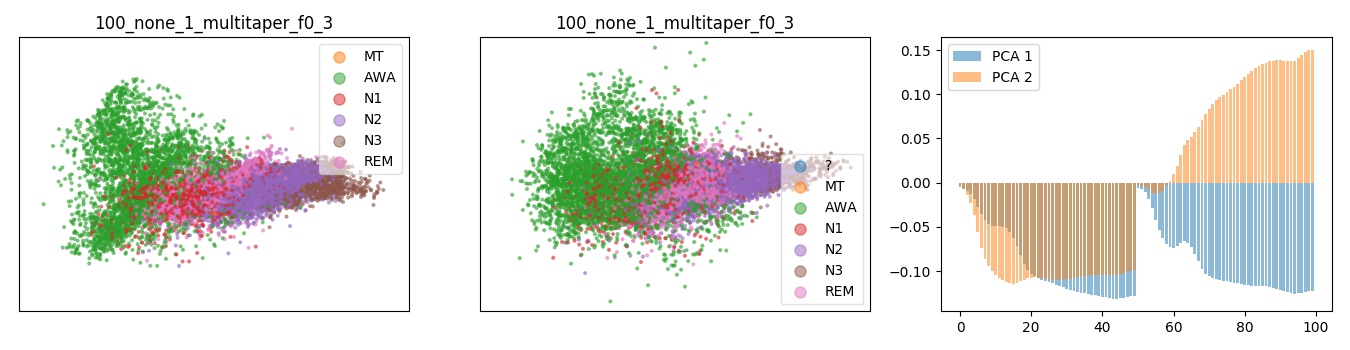 100_none_1_multitaper_f0_3
MT
AWA
N1
N2
N3
REM
100_none_1_multitaper_f0_3
?
MT
AWA
N1
N2
N3
REM
PCA 1
PCA 2
0.15
0.10
0.05
0.00
−0.05
−0.10
0 20 40 60 80 100